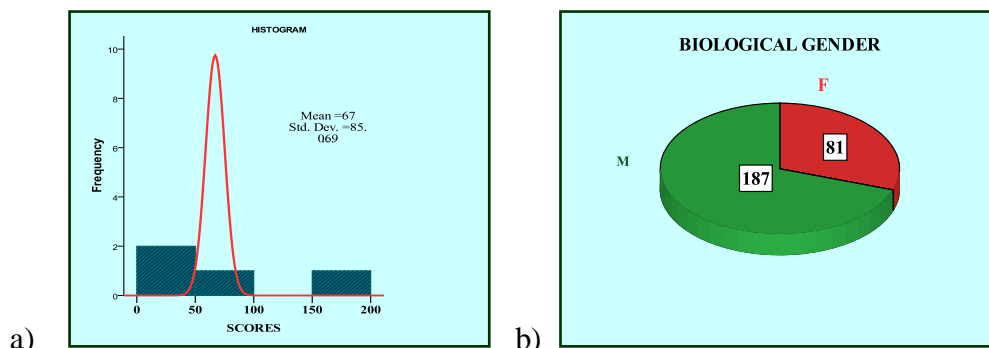 HISTOGRAM
10
8
6
4
2
0
Frequency
Mean =67
Std. Dev. =85.
069
0 50 100 150 200
SCORES
a)
BIOLOGICAL GENDER
F
81
M
187
b)